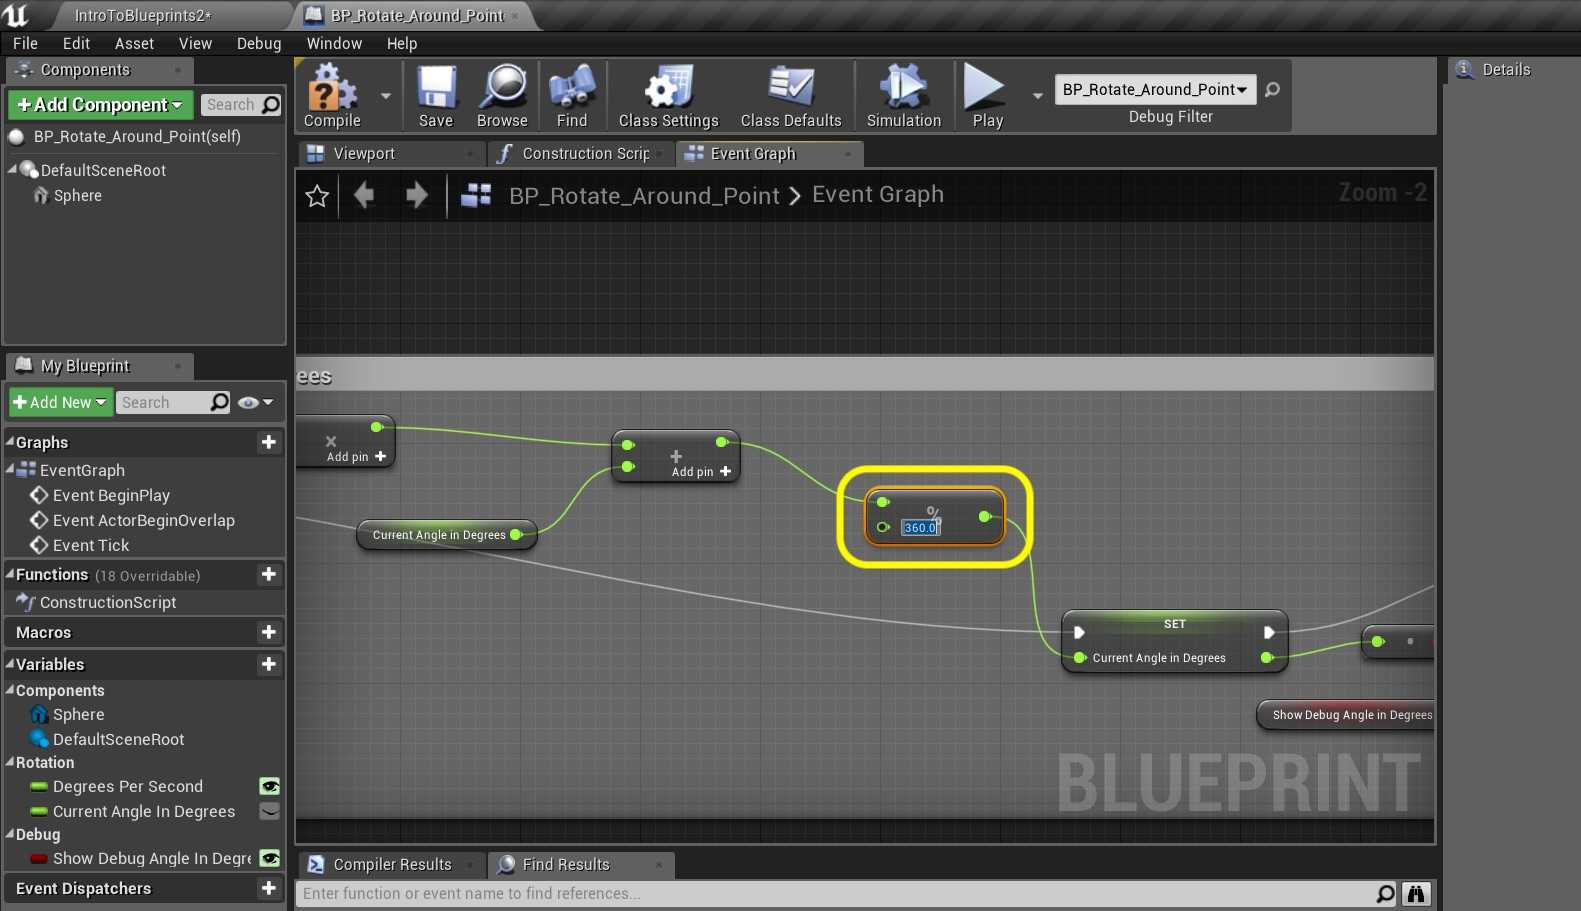 IntroToBlueprints2*
BP_Rotate_Around_Point
File Edit Asset View Debug Window Help
Components
+Add Component
Search
BP_Rotate_Around_Point(self)
DefaultSceneRoot
Sphere
Compile
Save
Browse
Find
Class Settings
Class Defaults
Simulation
Play
BP_Rotate_Around_Point
Debug Filter
Details
Viewport
Construction Scrip
Event Graph
BP_Rotate_Around_Point > Event Graph
Zoom -2
My Blueprint
+Add New
Search
Graphs +
EventGraph
Event BeginPlay
Event ActorBeginOverlap
Event Tick
Functions (18 Overridable) +
ConstructionScript
Macros +
Variables +
Components
Sphere
DefaultSceneRoot
Rotation
Degrees Per Second
Current Angle In Degrees
Debug
Show Debug Angle In Degre
Event Dispatchers +
ees
×
Add pin +
+
Add pin +
Current Angle in Degrees
%
360.0
SET
Current Angle in Degrees
Show Debug Angle in Degrees
BLUEPRINT
Compiler Results
Find Results
Enter function or event name to find references...